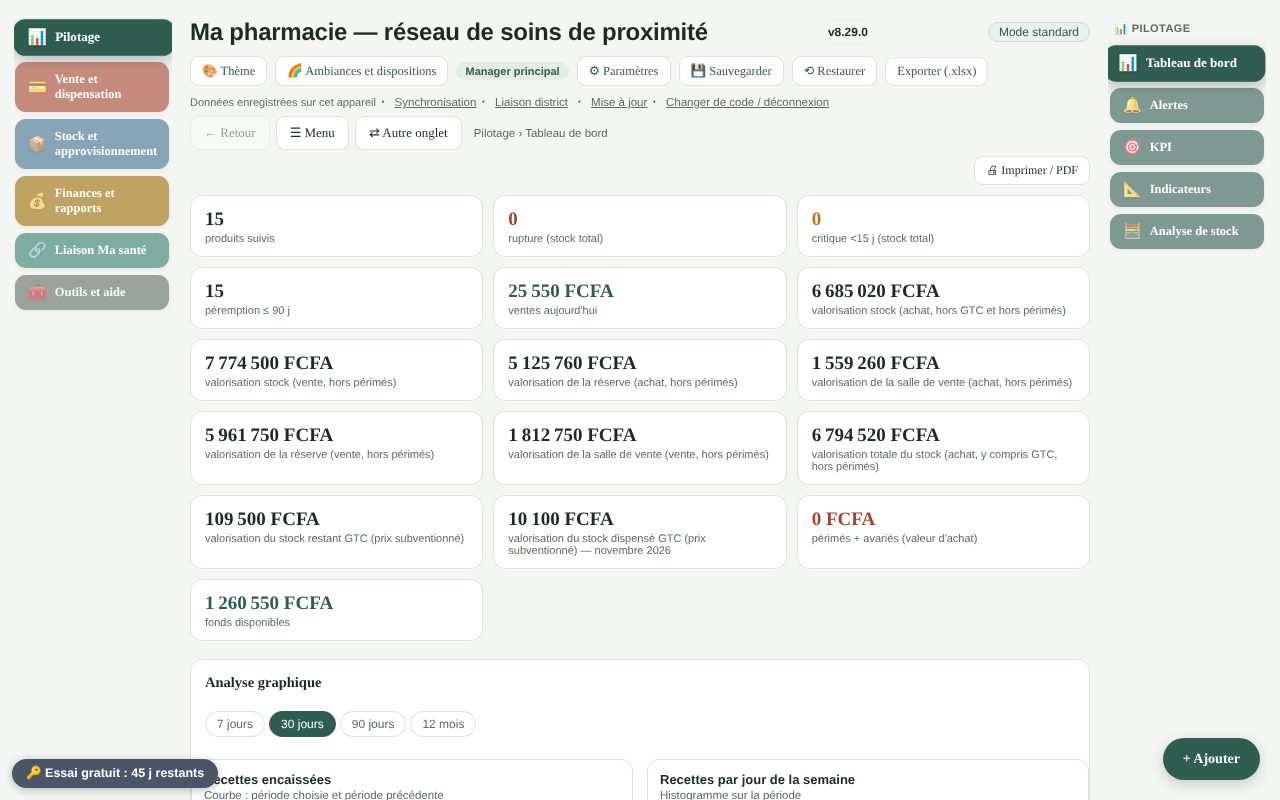 📊 Pilotage
💳 Vente et
dispensation
📦 Stock et
approvisionnement
💰 Finances et
rapports
🔗 Liaison Ma santé
🧰 Outils et aide
Ma pharmacie — réseau de soins de proximité
v8.29.0
Mode standard
🎨 Thème
🌈 Ambiances et dispositions
Manager principal
⚙ Paramètres
💾 Sauvegarder
⟲ Restaurer
Exporter (.xlsx)
Données enregistrées sur cet appareil · Synchronisation · Liaison district · Mise à jour · Changer de code / déconnexion
← Retour
☰ Menu
⇄ Autre onglet
Pilotage › Tableau de bord
🖨 Imprimer / PDF
15
produits suivis
0
rupture (stock total)
0
critique <15 j (stock total)
15
péremption ≤ 90 j
25 550 FCFA
ventes aujourd'hui
6 685 020 FCFA
valorisation stock (achat, hors GTC et hors périmés)
7 774 500 FCFA
valorisation stock (vente, hors périmés)
5 125 760 FCFA
valorisation de la réserve (achat, hors périmés)
1 559 260 FCFA
valorisation de la salle de vente (achat, hors périmés)
5 961 750 FCFA
valorisation de la réserve (vente, hors périmés)
1 812 750 FCFA
valorisation de la salle de vente (vente, hors périmés)
6 794 520 FCFA
valorisation totale du stock (achat, y compris GTC,
hors périmés)
109 500 FCFA
valorisation du stock restant GTC (prix subventionné)
10 100 FCFA
valorisation du stock dispensé GTC (prix
subventionné) — novembre 2026
0 FCFA
périmés + avariés (valeur d'achat)
1 260 550 FCFA
fonds disponibles
Analyse graphique
7 jours
30 jours
90 jours
12 mois
ecettes encaissées
Courbe : période choisie et période précédente
Recettes par jour de la semaine
Histogramme sur la période
🔑 Essai gratuit : 45 j restants
📊 PILOTAGE
📊 Tableau de bord
🔔 Alertes
🎯 KPI
📐 Indicateurs
🧮 Analyse de stock
+ Ajouter